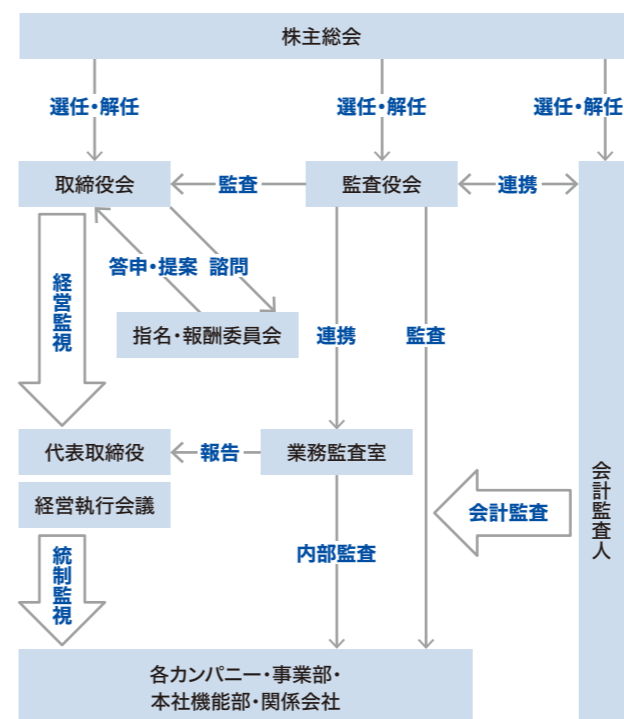 株主総会
選任・解任
選任・解任
選任・解任
取締役会
監査
監査役会
連携
答申・提案
諮問
経営監視
指名・報酬委員会
連携
監査
代表取締役
報告
業務監査室
経営執行会議
会計監査
会計監査人
統制監視
内部監査
各カンパニー・事業部・
本社機能部・関係会社